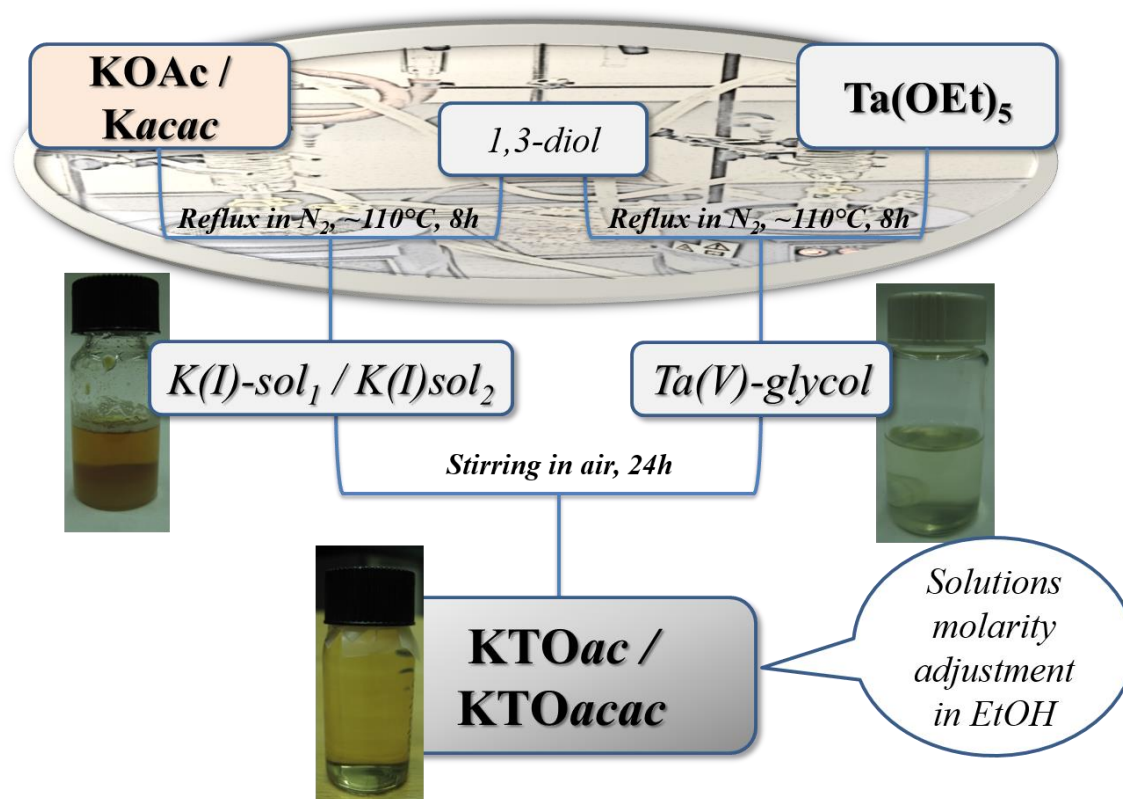 KOAc /
Kacac
1,3-diol
Ta(OEt)₅
Reflux in N₂, ~110°C, 8h
Reflux in N₂, ~110°C, 8h
K(I)-sol₁ / K(I)sol₂
Ta(V)-glycol
Stirring in air, 24h
KTOac /
KTOacac
Solutions
molarity
adjustment
in EtOH